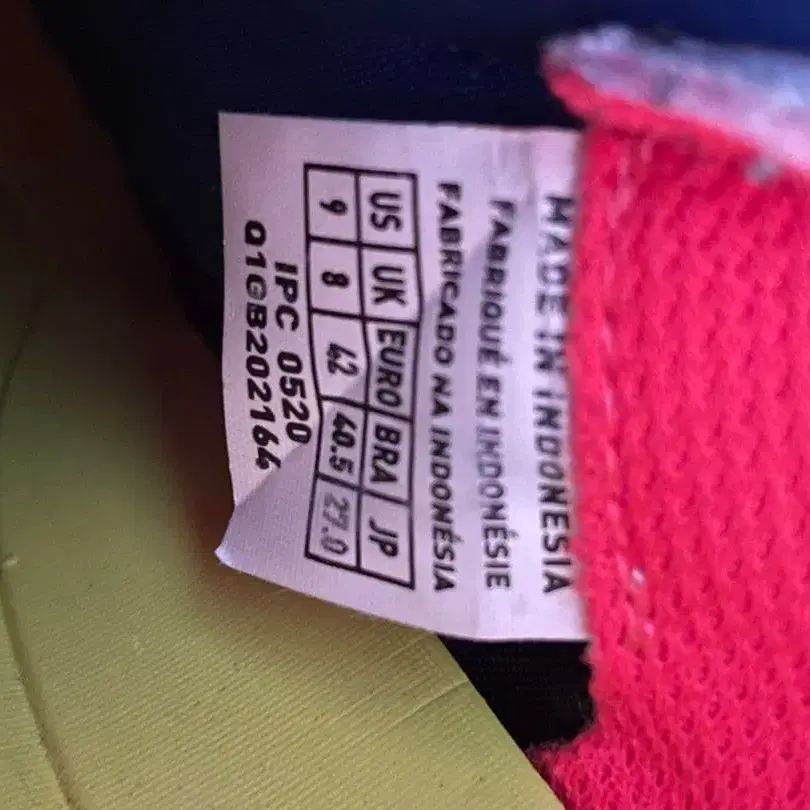 MADE IN INDONESIA
FABRIQUÉ EN INDONÉSIE
FABRICADO NA INDONÉSIA
US UK EURO BRA JP
9 8 42 40.5 27.0
IPC 0520
Q1GB202164